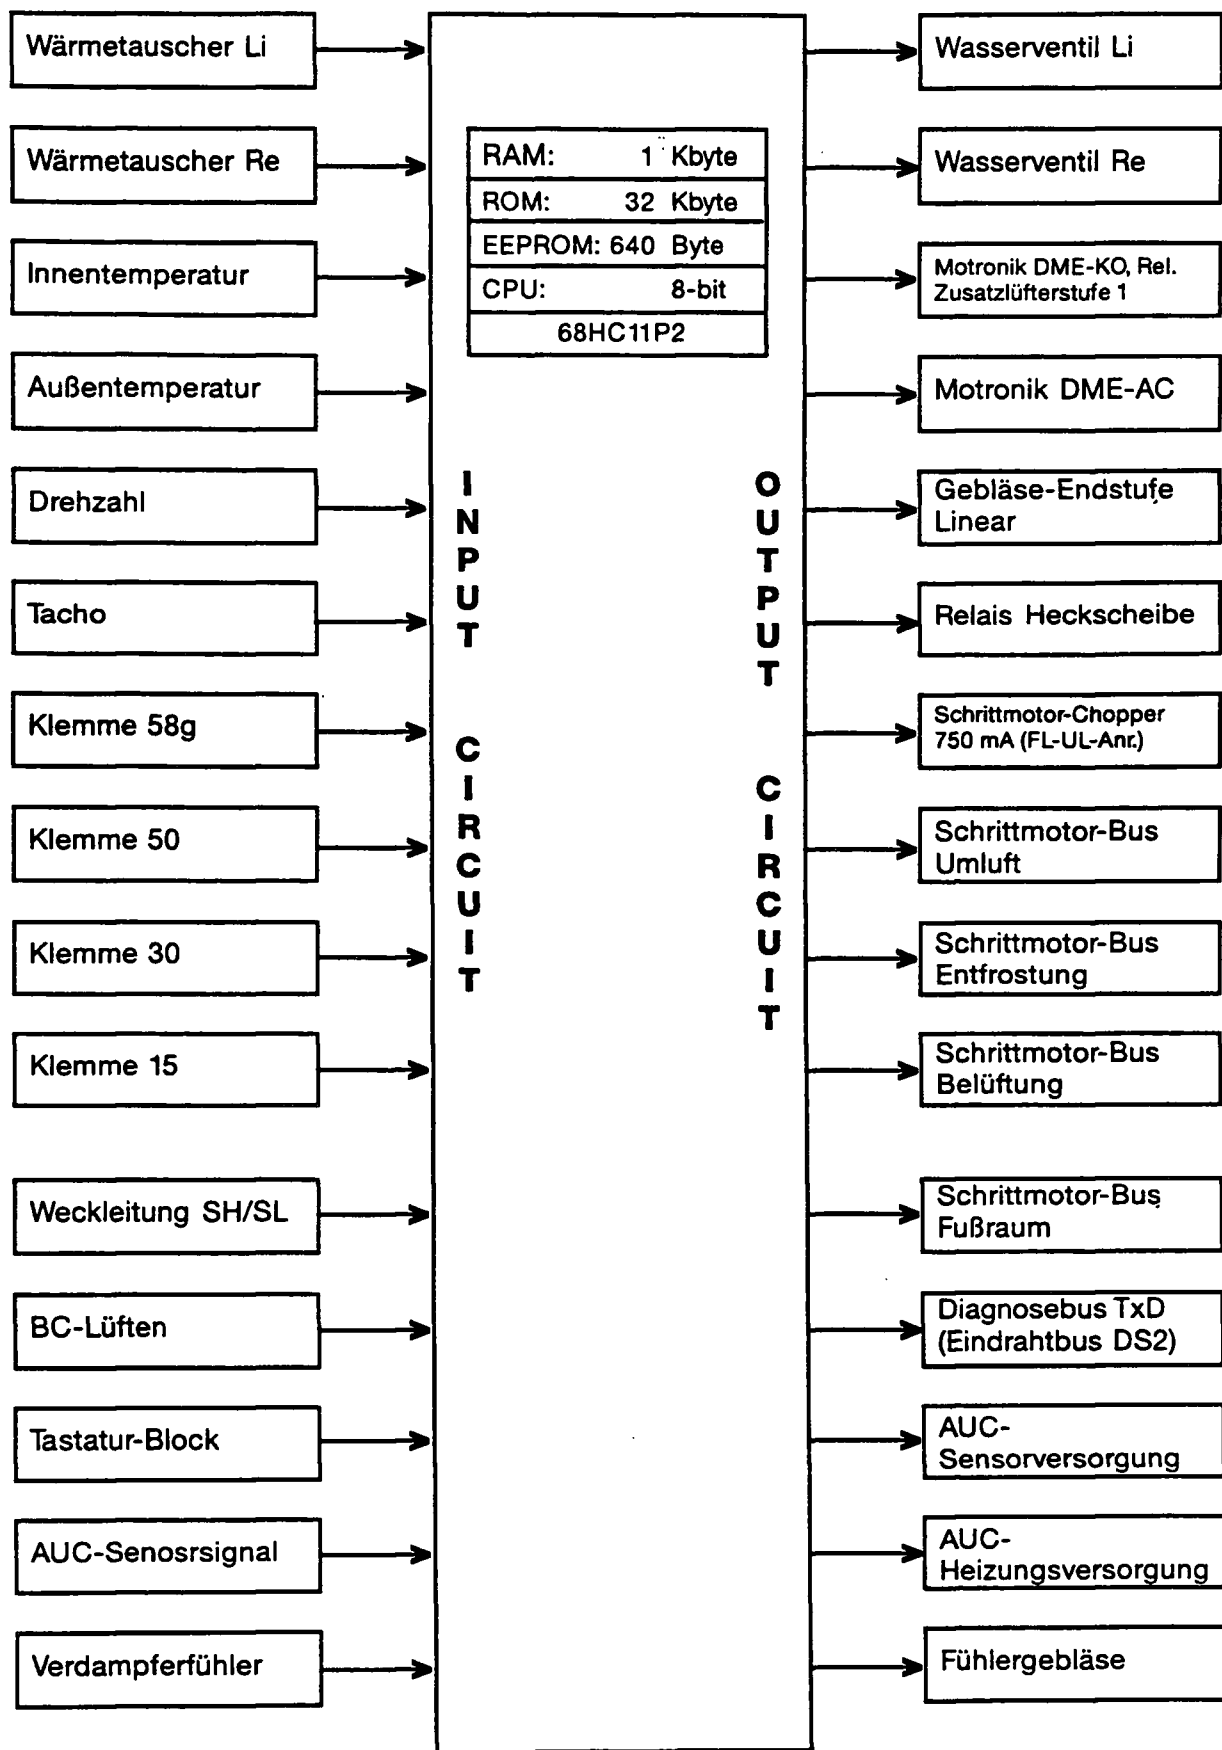 Wärmetauscher Li
Wärmetauscher Re
Innentemperatur
Außentemperatur
Drehzahl
Tacho
Klemme 58g
Klemme 50
Klemme 30
Klemme 15
Weckleitung SH/SL
BC-Lüften
Tastatur-Block
AUC-Senosrsignal
Verdampferfühler
RAM: 1 Kbyte
ROM: 32 Kbyte
EEPROM: 640 Byte
CPU: 8-bit
68HC11P2
INPUT CIRCUIT
OUTPUT CIRCUIT
Wasserventil Li
Wasserventil Re
Motronik DME-KO, Rel.
Zusatzlüfterstufe 1
Motronik DME-AC
Gebläse-Endstufe
Linear
Relais Heckscheibe
Schrittmotor-Chopper
750 mA (FL-UL-Anr.)
Schrittmotor-Bus
Umluft
Schrittmotor-Bus
Entfrostung
Schrittmotor-Bus
Belüftung
Schrittmotor-Bus
Fußraum
Diagnosebus TxD
(Eindrahtbus DS2)
AUC-
Sensorversorgung
AUC-
Heizungsversorgung
Fühlergebläse